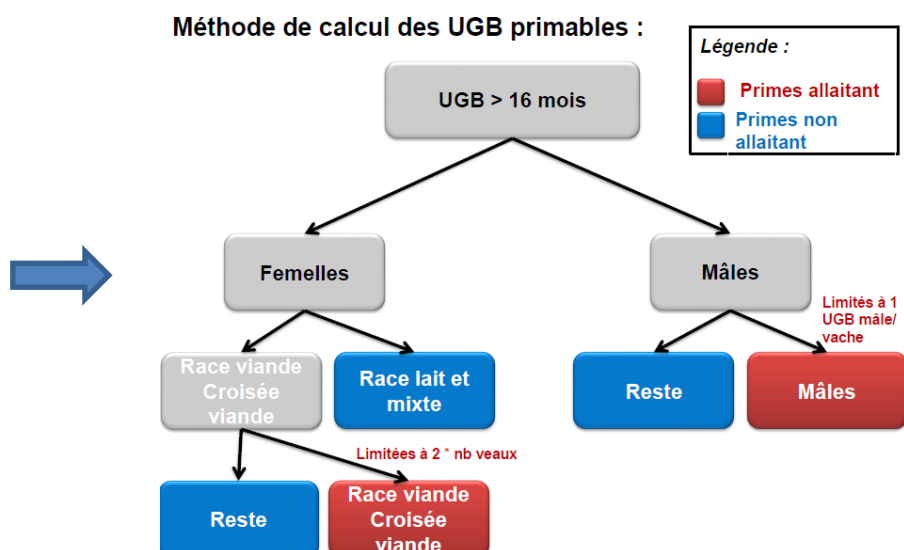 Méthode de calcul des UGB primables :
Légende :
Primes allaitant
Primes non
allaitant
UGB > 16 mois
Femelles
Mâles
Limités à 1
UGB mâle/
vache
Race viande
Croisée
viande
Race lait et
mixte
Reste
Mâles
Limitées à 2 * nb veaux
Reste
Race viande
Croisée
viande